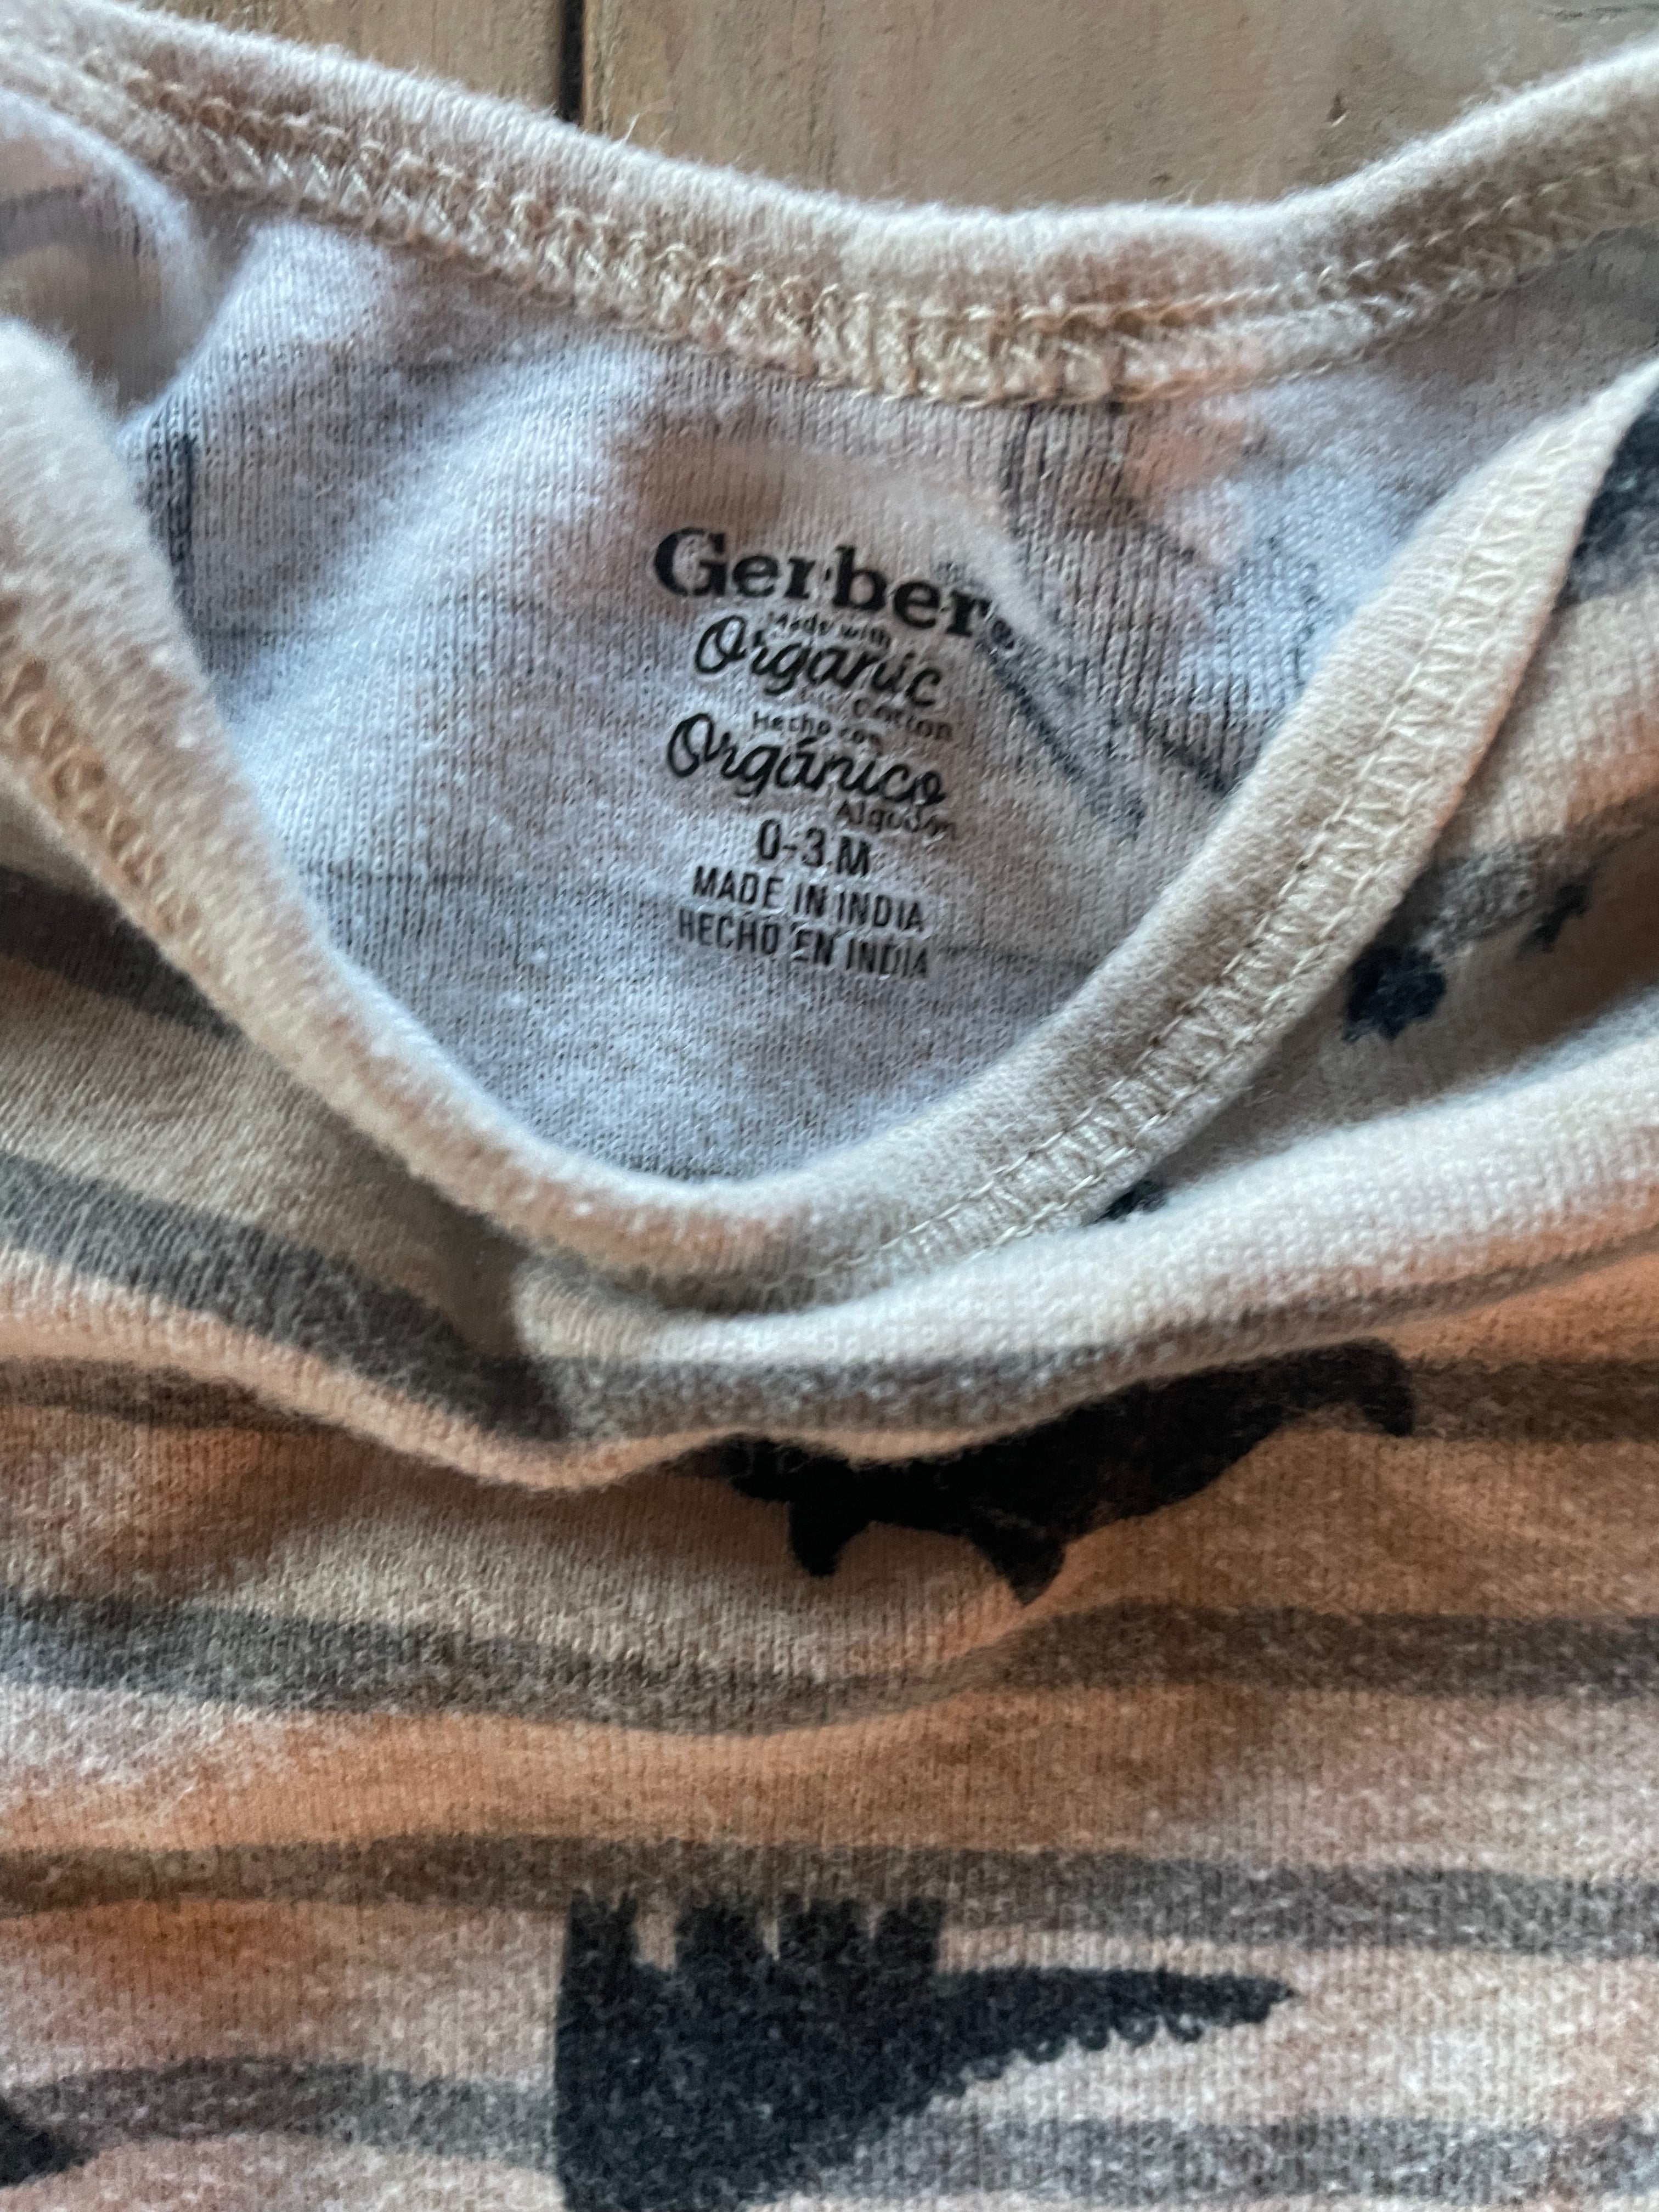 Gerber®
Made with
Organic
Cotton
Hecho con
Orgánico
Algodón
0-3 M
MADE IN INDIA
HECHO EN INDIA